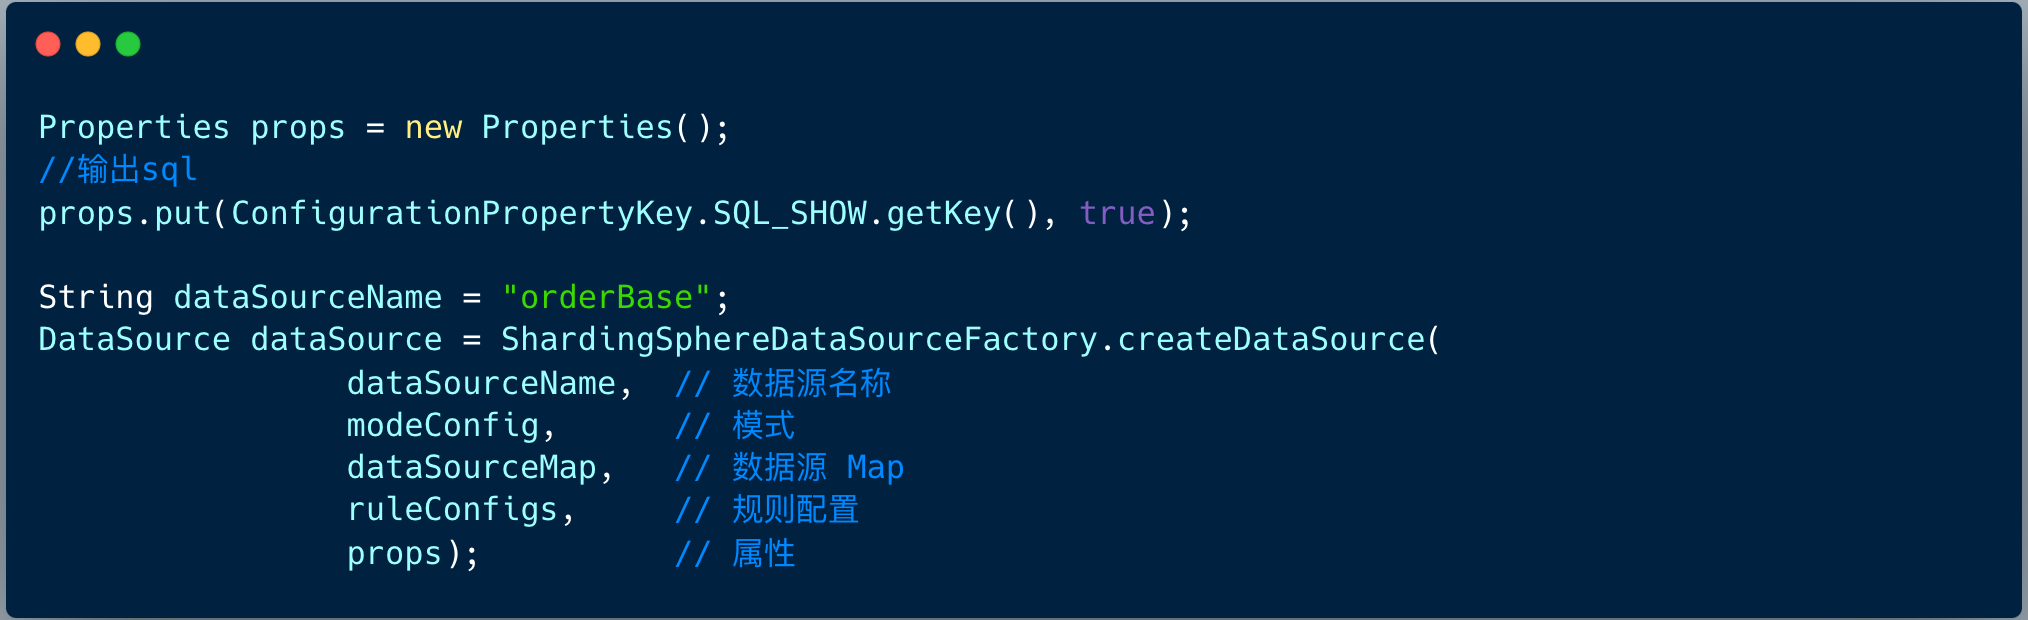 Properties props = new Properties();
//输出sql
props.put(ConfigurationPropertyKey.SQL_SHOW.getKey(), true);
String dataSourceName = "orderBase";
DataSource dataSource = ShardingSphereDataSourceFactory.createDataSource(
dataSourceName,  // 数据源名称
modeConfig,      // 模式
dataSourceMap,   // 数据源 Map
ruleConfigs,     // 规则配置
props);          // 属性